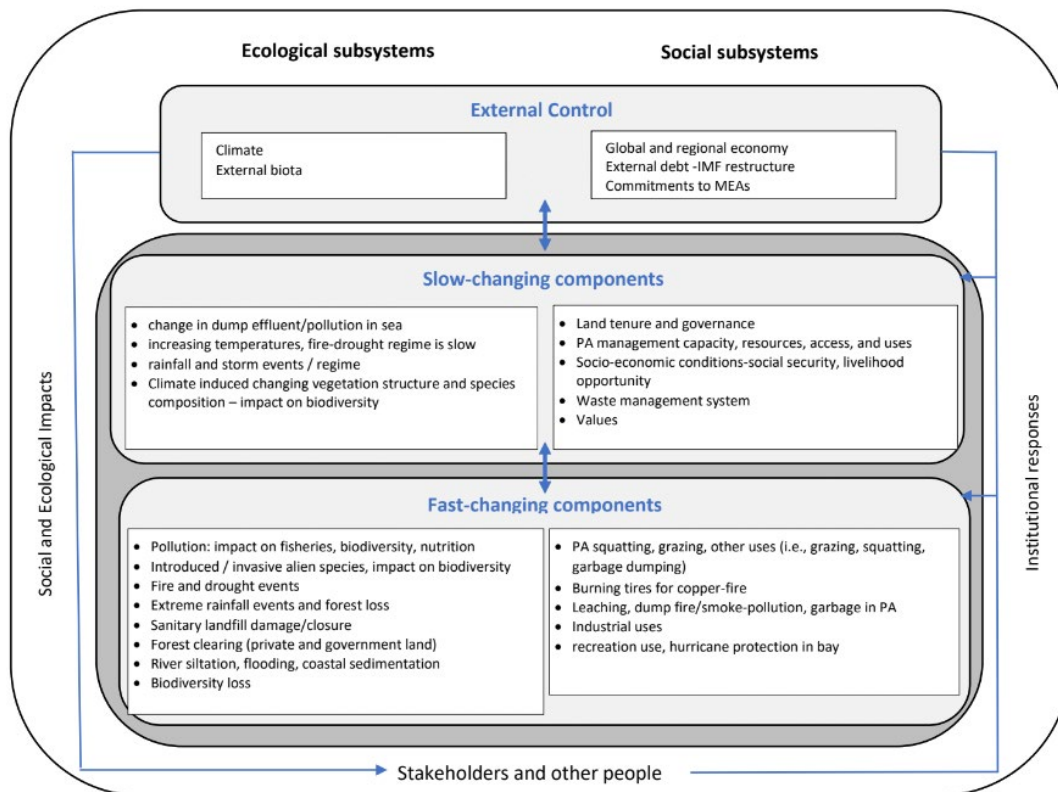 Ecological subsystems
Social subsystems
External Control
Climate
External biota
Global and regional economy
External debt -IMF restructure
Commitments to MEAs
Slow-changing components
• change in dump effluent/pollution in sea
• increasing temperatures, fire-drought regime is slow
• rainfall and storm events / regime
• Climate induced changing vegetation structure and species
composition – impact on biodiversity
• Land tenure and governance
• PA management capacity, resources, access, and uses
• Socio-economic conditions-social security, livelihood
opportunity
• Waste management system
• Values
Fast-changing components
• Pollution: impact on fisheries, biodiversity, nutrition
• Introduced / invasive alien species, impact on biodiversity
• Fire and drought events
• Extreme rainfall events and forest loss
• Sanitary landfill damage/closure
• Forest clearing (private and government land)
• River siltation, flooding, coastal sedimentation
• Biodiversity loss
• PA squatting, grazing, other uses (i.e., grazing, squatting,
garbage dumping)
• Burning tires for copper-fire
• Leaching, dump fire/smoke-pollution, garbage in PA
• Industrial uses
• recreation use, hurricane protection in bay
Social and Ecological Impacts
Institutional responses
Stakeholders and other people